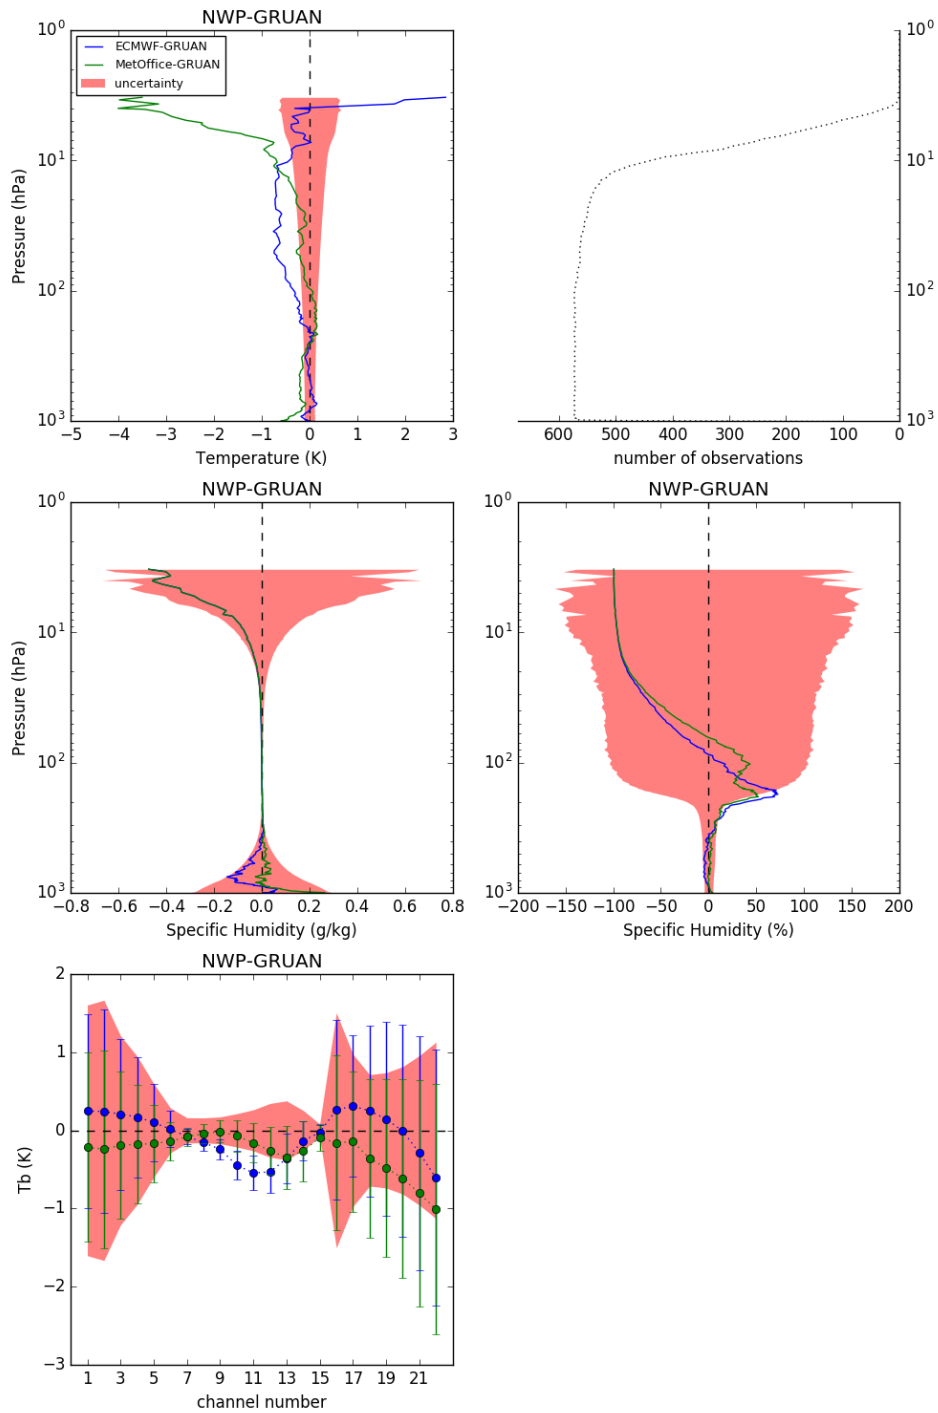 NWP-GRUAN
10^0
10^1
10^2
10^3
Pressure (hPa)
ECMWF-GRUAN
MetOffice-GRUAN
uncertainty
−5 −4 −3 −2 −1 0 1 2 3
Temperature (K)
10^0
10^1
10^2
10^3
600 500 400 300 200 100 0
number of observations
NWP-GRUAN
10^0
10^1
10^2
10^3
Pressure (hPa)
−0.8 −0.6 −0.4 −0.2 0.0 0.2 0.4 0.6 0.8
Specific Humidity (g/kg)
NWP-GRUAN
10^0
10^1
10^2
10^3
−200 −150 −100 −50 0 50 100 150 200
Specific Humidity (%)
NWP-GRUAN
2
1
0
−1
−2
−3
Tb (K)
1 3 5 7 9 11 13 15 17 19 21
channel number